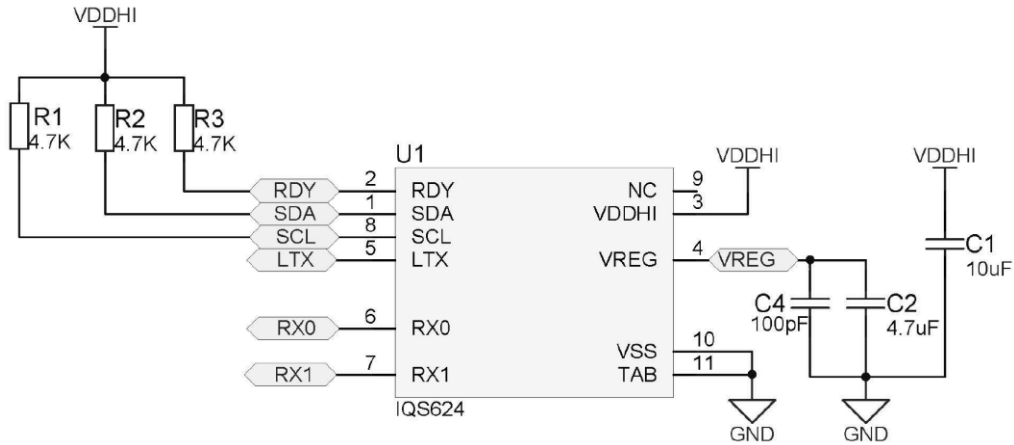 VDDHI
R1
4.7K
R2
4.7K
R3
4.7K
U1
RDY 2 RDY
SDA 1 SDA
SCL 8 SCL
LTX 5 LTX
RX0 6 RX0
RX1 7 RX1
IQS624
NC 9
VDDHI 3
VREG 4 VREG
VSS 10
TAB 11
VDDHI
GND
C4
100pF
C2
4.7uF
GND
VDDHI
C1
10uF